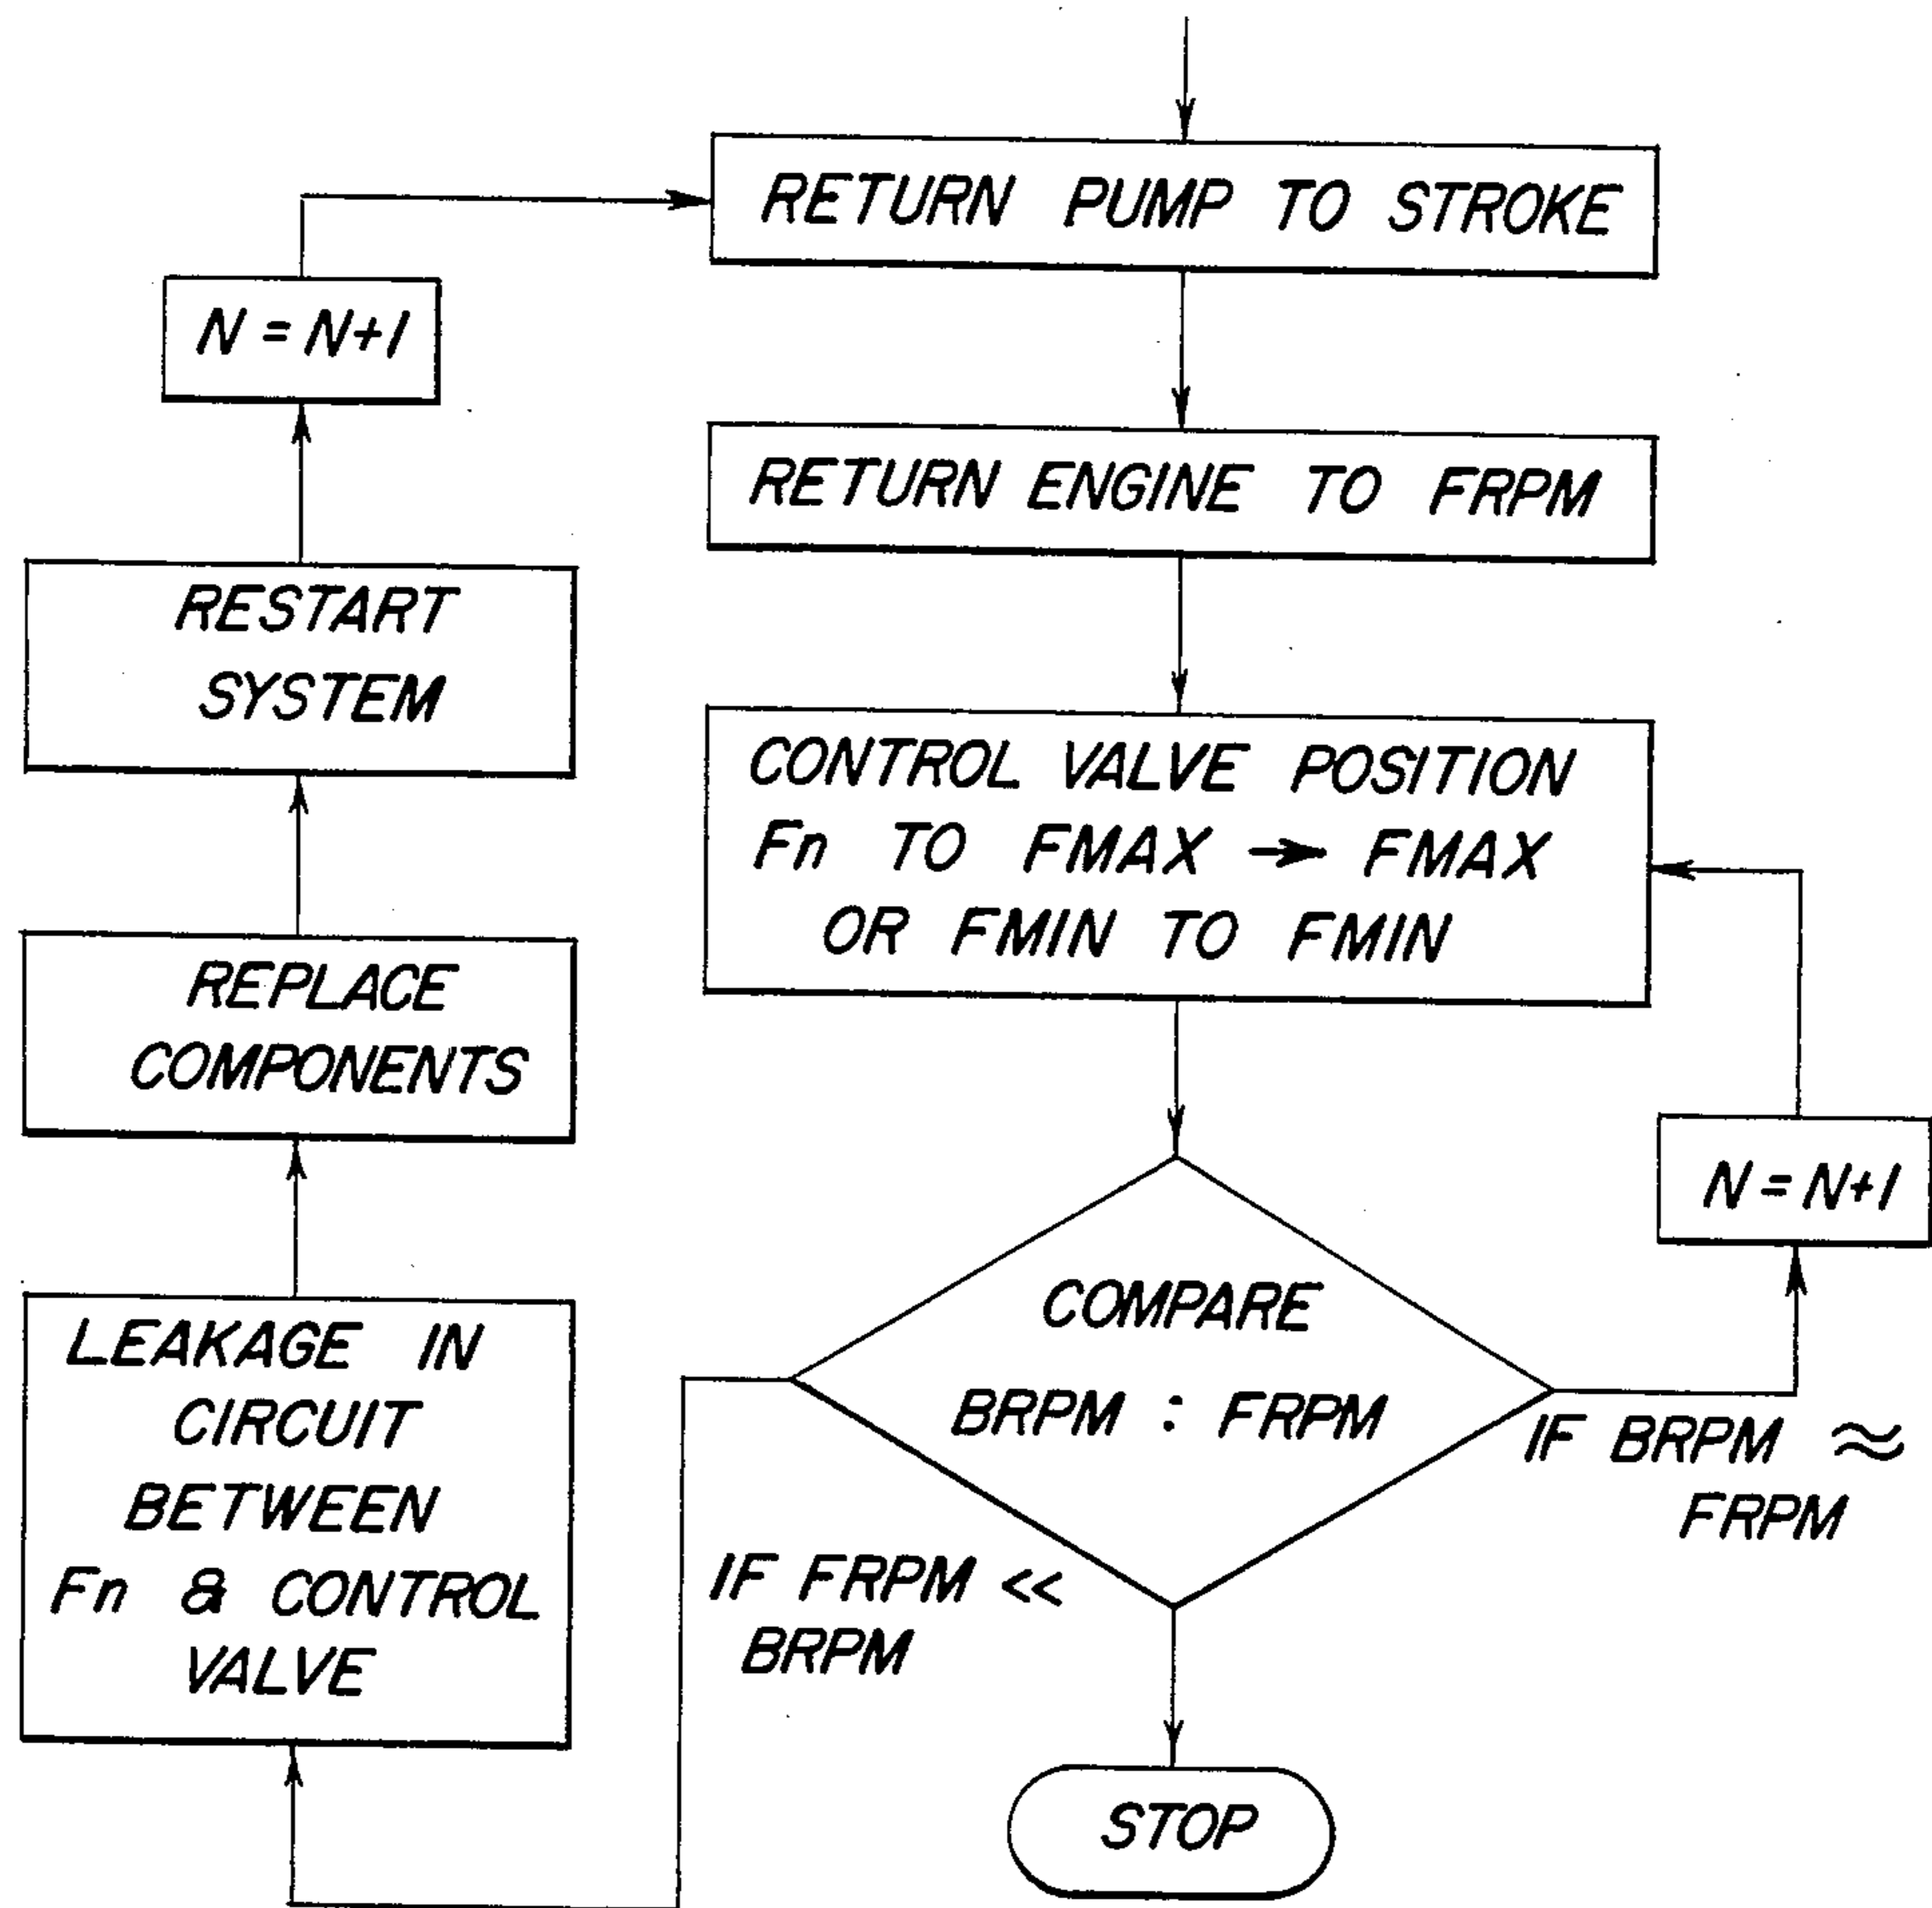 RETURN PUMP TO STROKE
N = N+1
RETURN ENGINE TO FRPM
RESTART
SYSTEM
CONTROL VALVE POSITION
Fn TO FMAX → FMAX
OR FMIN TO FMIN
REPLACE
COMPONENTS
N = N+1
COMPARE
BRPM : FRPM
IF BRPM ≈
FRPM
LEAKAGE IN
CIRCUIT
BETWEEN
Fn & CONTROL
VALVE
IF FRPM <<
BRPM
STOP